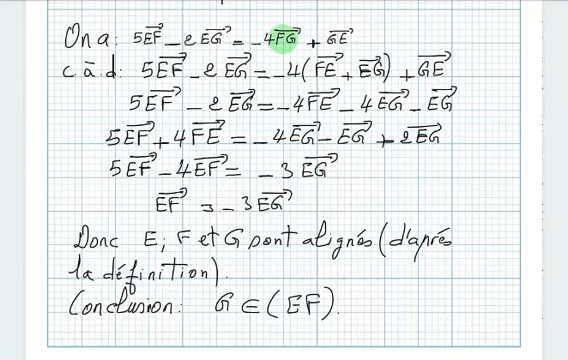 On a: 5EF⃗ - 2EG⃗ = -4FG⃗ + GE⃗
c ā.d: 5EF⃗ - 2EG⃗ = -4(FE⃗ + EG⃗) + GE⃗
5EF⃗ - 2EG⃗ = -4FE⃗ - 4EG⃗ - EG⃗
5EF⃗ + 4FE⃗ = -4EG⃗ - EG⃗ + 2EG⃗
5EF⃗ - 4EF⃗ = -3EG⃗
EF⃗ = -3EG⃗
Donc E, F et G pont alignés (d'après
la définition).
Conclusion: G ∈ (EF).